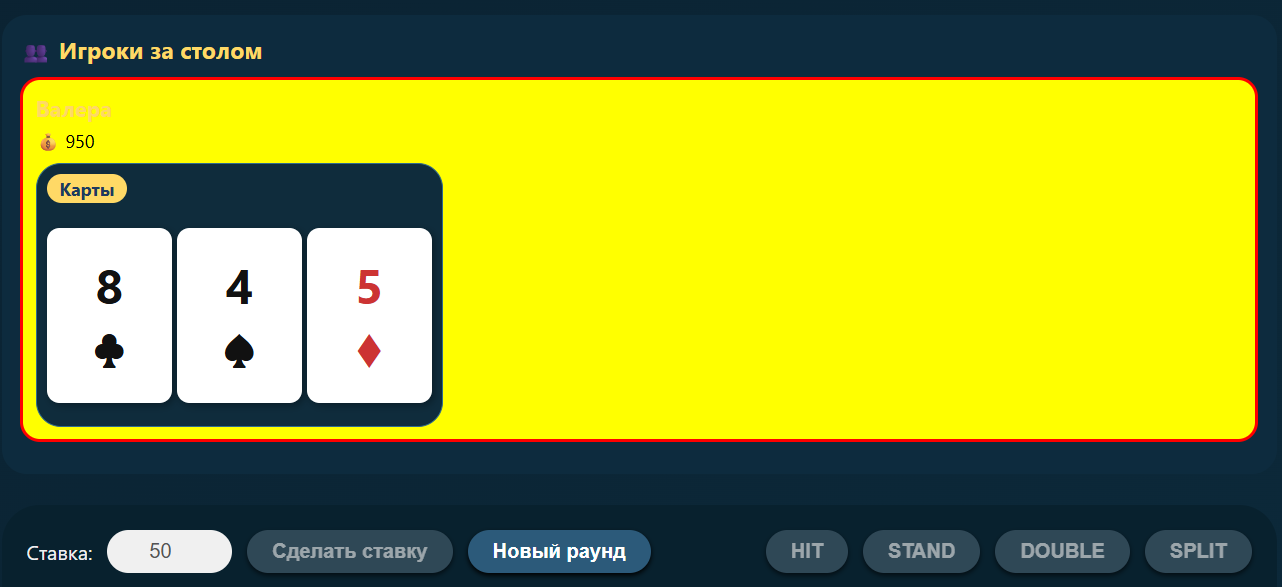 Игроки за столом
Валера
950
Карты
8 4 5
♣ ♠ ♦
Ставка: 50 Сделать ставку Новый раунд HIT STAND DOUBLE SPLIT